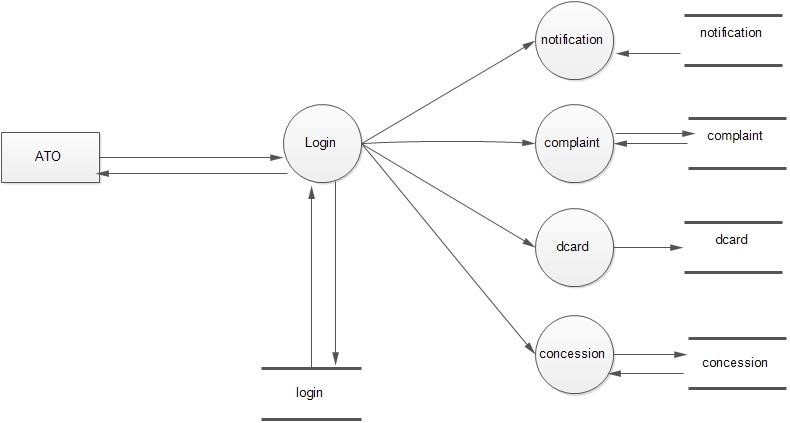 notification
notification
complaint
complaint
Login
ATO
dcard
dcard
concession
concession
login